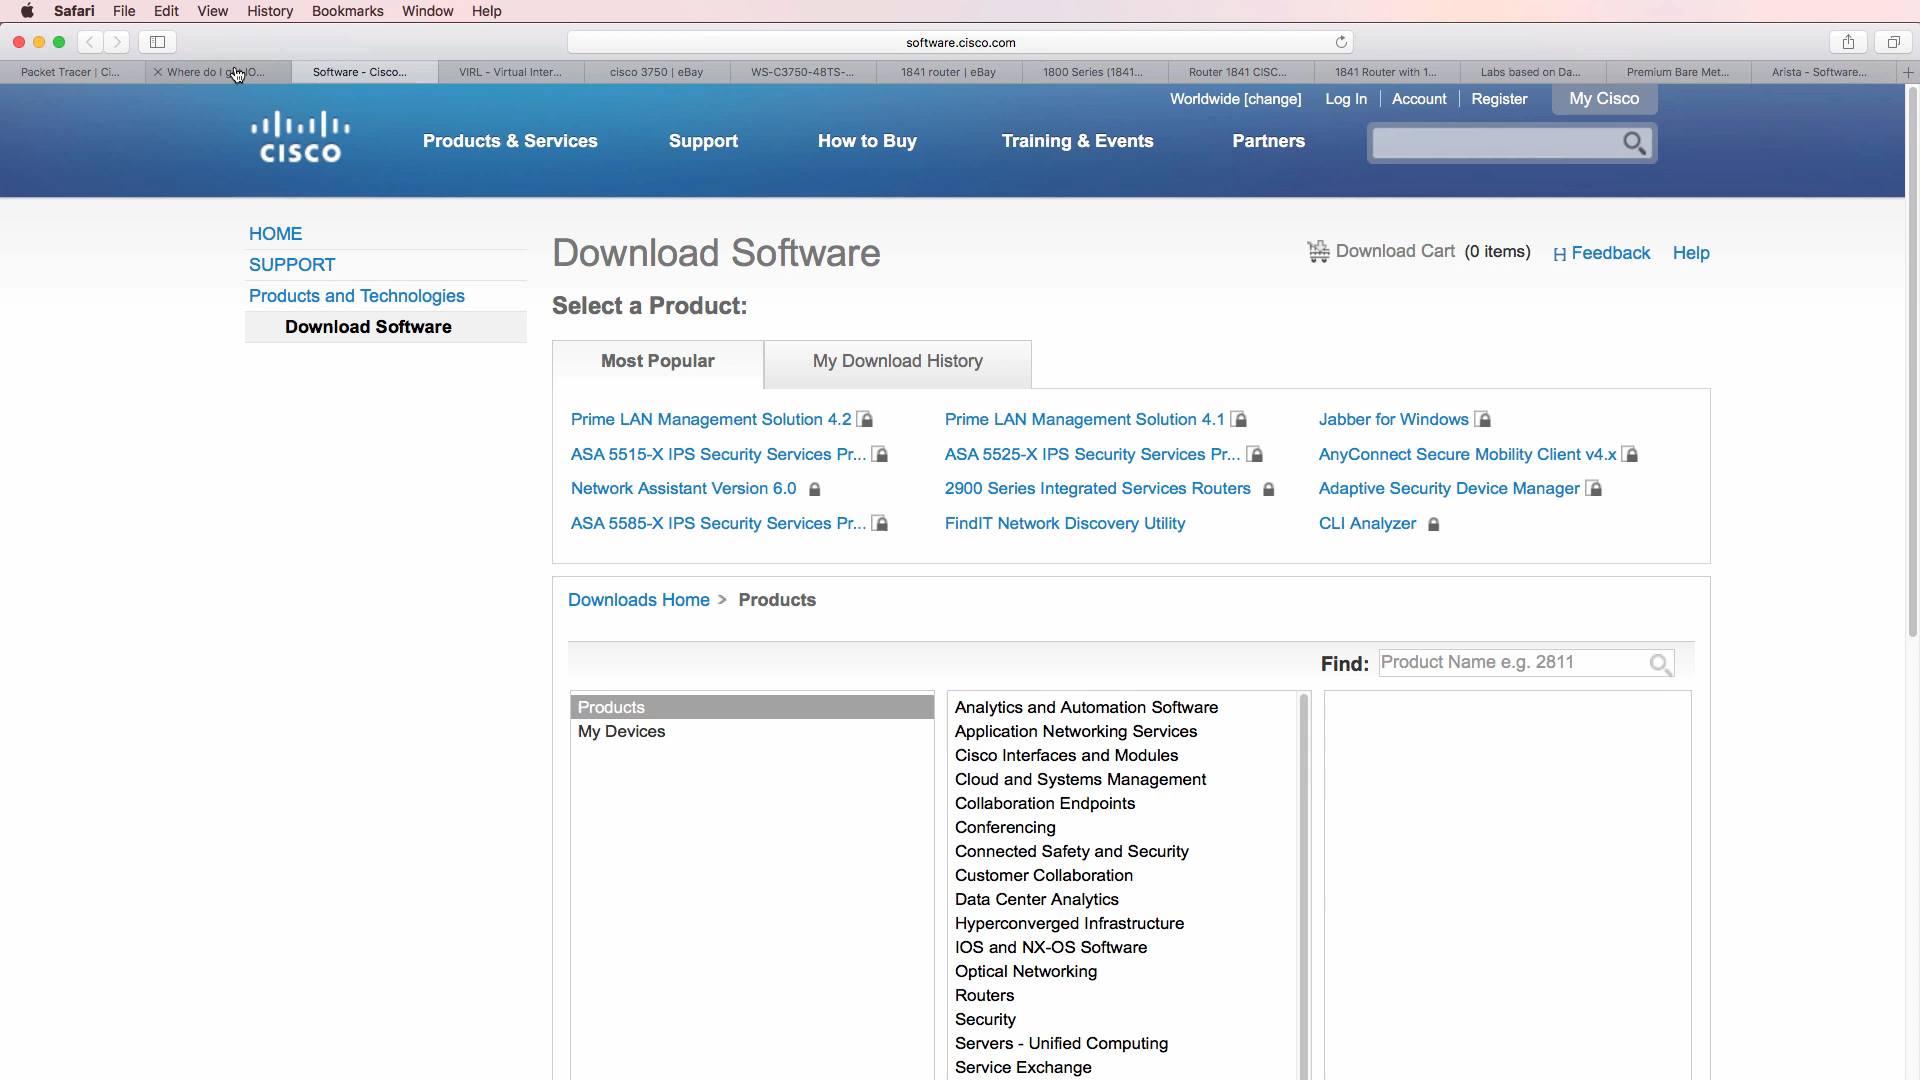 Safari File Edit View History Bookmarks Window Help
software.cisco.com
Packet Tracer | Ci... Where do I g Software - Cisco... VIRL - Virtual Inter... cisco 3750 | eBay WS-C3750-48TS-... 1841 router | eBay 1800 Series (1841... Router 1841 CISC... 1841 Router with 1... Labs based on Da... Premium Bare Met... Arista - Software...
Worldwide [change] Log In Account Register My Cisco
CISCO Products & Services Support How to Buy Training & Events Partners
HOME
SUPPORT
Products and Technologies
Download Software
Download Software
Download Cart (0 items) Feedback Help
Select a Product:
Most Popular My Download History
Prime LAN Management Solution 4.2 Prime LAN Management Solution 4.1 Jabber for Windows
ASA 5515-X IPS Security Services Pr... ASA 5525-X IPS Security Services Pr... AnyConnect Secure Mobility Client v4.x
Network Assistant Version 6.0 2900 Series Integrated Services Routers Adaptive Security Device Manager
ASA 5585-X IPS Security Services Pr... FindIT Network Discovery Utility CLI Analyzer
Downloads Home > Products
Find: Product Name e.g. 2811
Products
My Devices
Analytics and Automation Software
Application Networking Services
Cisco Interfaces and Modules
Cloud and Systems Management
Collaboration Endpoints
Conferencing
Connected Safety and Security
Customer Collaboration
Data Center Analytics
Hyperconverged Infrastructure
IOS and NX-OS Software
Optical Networking
Routers
Security
Servers - Unified Computing
Service Exchange